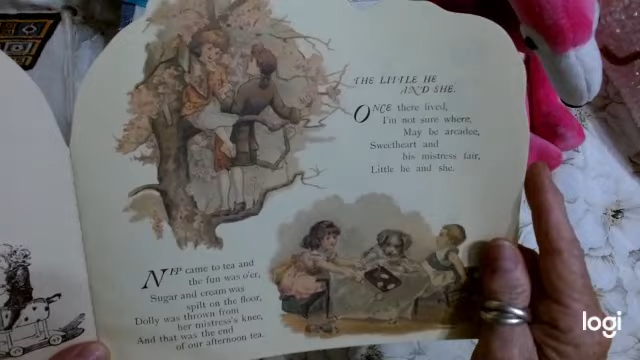 THE LITTLE HE
AND SHE.
ONCE there lived,
I'm not sure where,
May be arcadee,
Sweetheart and
his mistress fair,
Little he and she.
NIP came to tea and
the fun was o'er,
Sugar and cream was
spilt on the floor,
Dolly was thrown from
her mistress's knee,
And that was the end
of our afternoon tea.
logi